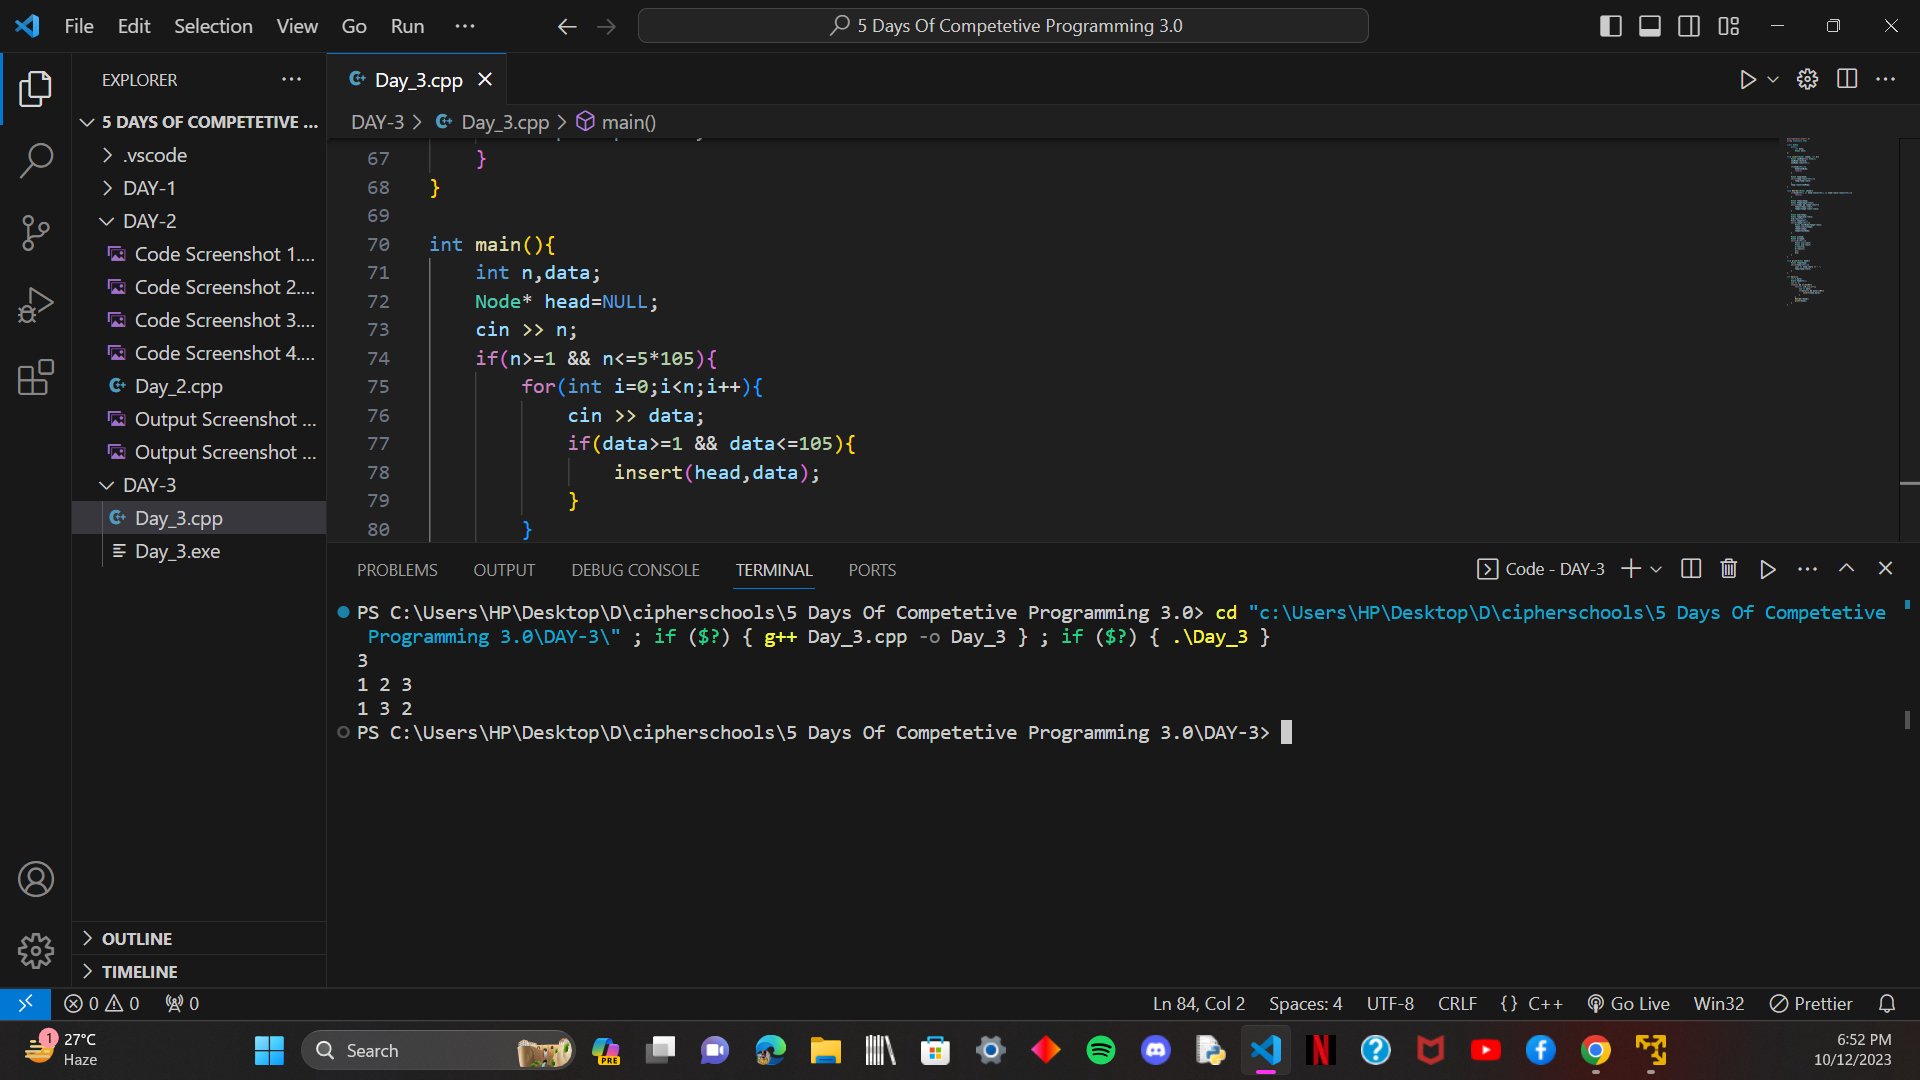 File Edit Selection View Go Run ···
5 Days Of Competetive Programming 3.0
EXPLORER
5 DAYS OF COMPETETIVE ...
.vscode
DAY-1
DAY-2
Code Screenshot 1....
Code Screenshot 2....
Code Screenshot 3....
Code Screenshot 4....
Day_2.cpp
Output Screenshot ...
Output Screenshot ...
DAY-3
Day_3.cpp
Day_3.exe
OUTLINE
TIMELINE
Day_3.cpp
DAY-3 > Day_3.cpp > main()
67 }
68 }
69
70 int main(){
71 int n,data;
72 Node* head=NULL;
73 cin >> n;
74 if(n>=1 && n<=5*105){
75 for(int i=0;i<n;i++){
76 cin >> data;
77 if(data>=1 && data<=105){
78 insert(head,data);
79 }
80 }
PROBLEMS OUTPUT DEBUG CONSOLE TERMINAL PORTS
Code - DAY-3
PS C:\Users\HP\Desktop\D\cipherschools\5 Days Of Competetive Programming 3.0> cd "c:\Users\HP\Desktop\D\cipherschools\5 Days Of Competetive
Programming 3.0\DAY-3\" ; if ($?) { g++ Day_3.cpp -o Day_3 } ; if ($?) { .\Day_3 }
3
1 2 3
1 3 2
PS C:\Users\HP\Desktop\D\cipherschools\5 Days Of Competetive Programming 3.0\DAY-3>
0 0 0
Ln 84, Col 2 Spaces: 4 UTF-8 CRLF {} C++ Go Live Win32 Prettier
1
27°C
Haze
Search
PRE
6:52 PM
10/12/2023